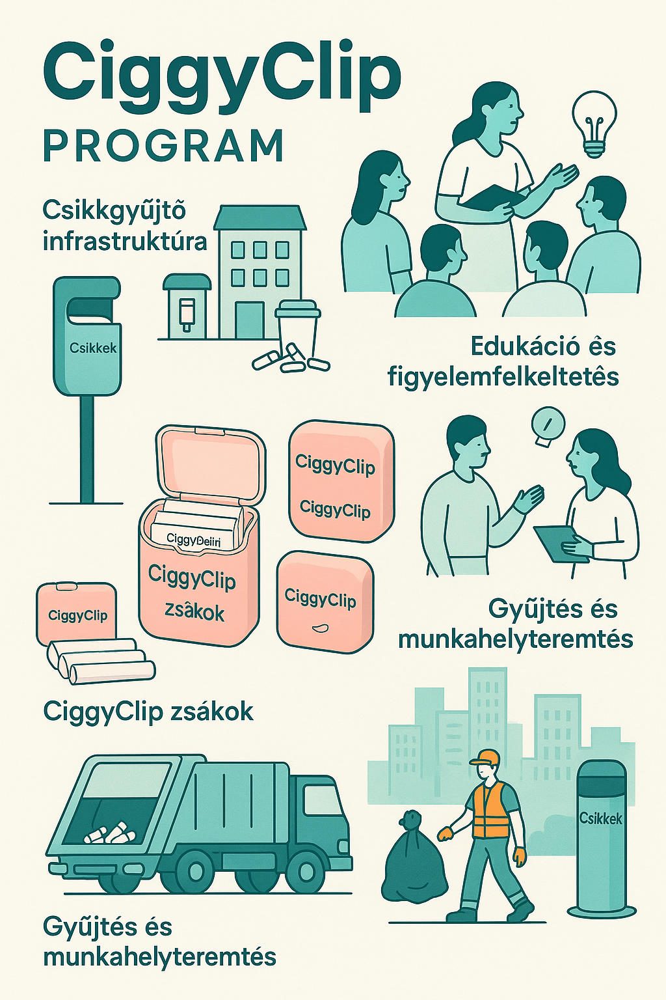 CiggyClip
PROGRAM
Csikkgyűjtõ
infrastruktúra
Csikkek
Edukáció ês
figyelemfelkeltetês
CiggyClip
CiggyClip
CiggyDeiiri
CiggyClip
zsâkok
CiggyClip
CiggyClip
Gyűjtés és
munkahelyteremtés
CiggyClip zsákok
Csikkek
Gyűjtés és
munkahelyteremtés